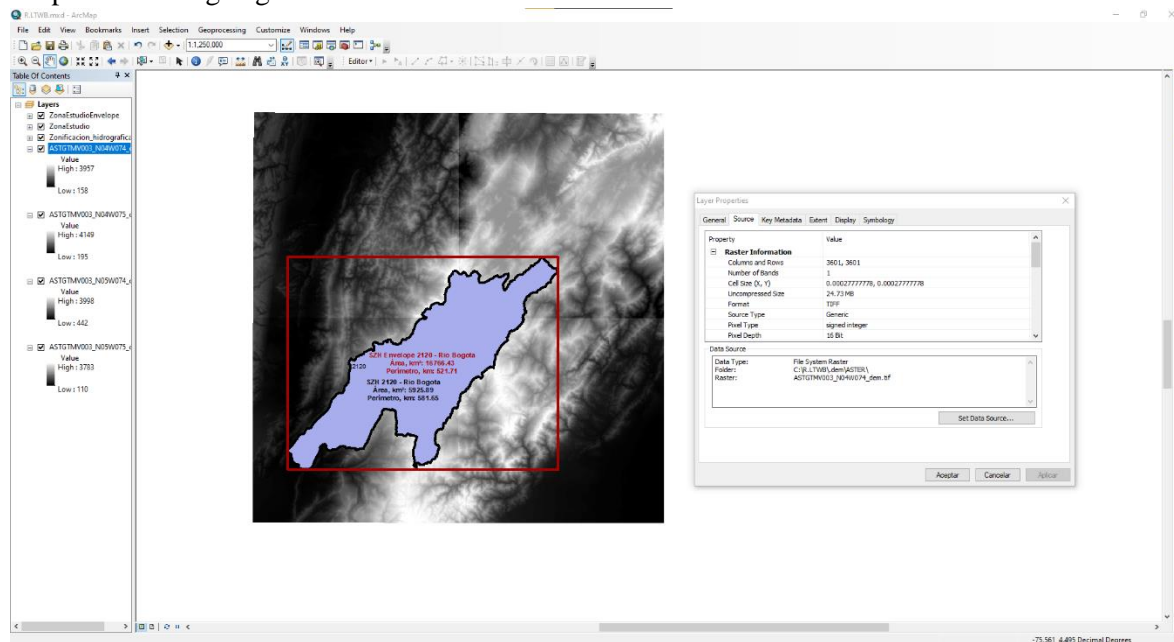 R.LTWB.mxd - ArcMap
File Edit View Bookmarks Insert Selection Geoprocessing Customize Windows Help
1:1,250,000
Editor
Table Of Contents
Layers
ZonaEstudioEnvelope
ZonaEstudio
Zonificacion_hidrografica
ASTGTMV003_N04W074_
Value
High : 3957
Low : 158
ASTGTMV003_N04W075_
Value
High : 4149
Low : 195
ASTGTMV003_N05W074_
Value
High : 3998
Low : 442
ASTGTMV003_N05W075_
Value
High : 3783
Low : 110
SZH Envelope 2120 - Rio Bogota
Área, km²: 16766.43
Perímetro, km: 521.71
2120
SZH 2120 - Rio Bogota
Área, km²: 5925.89
Perímetro, km: 581.65
Layer Properties
General Source Key Metadata Extent Display Symbology
Property Value
Raster Information
Columns and Rows 3601, 3601
Number of Bands 1
Cell Size (X, Y) 0.00027777778, 0.00027777778
Uncompressed Size 24.73 MB
Format TIFF
Source Type Generic
Pixel Type signed integer
Pixel Depth 16 Bit
Data Source
Data Type: File System Raster
Folder: C:\R.LTWB\.dem\ASTER\
Raster: ASTGTMV003_N04W074_dem.tif
Set Data Source...
Aceptar Cancelar Aplicar
-75.561 4.495 Decimal Degrees